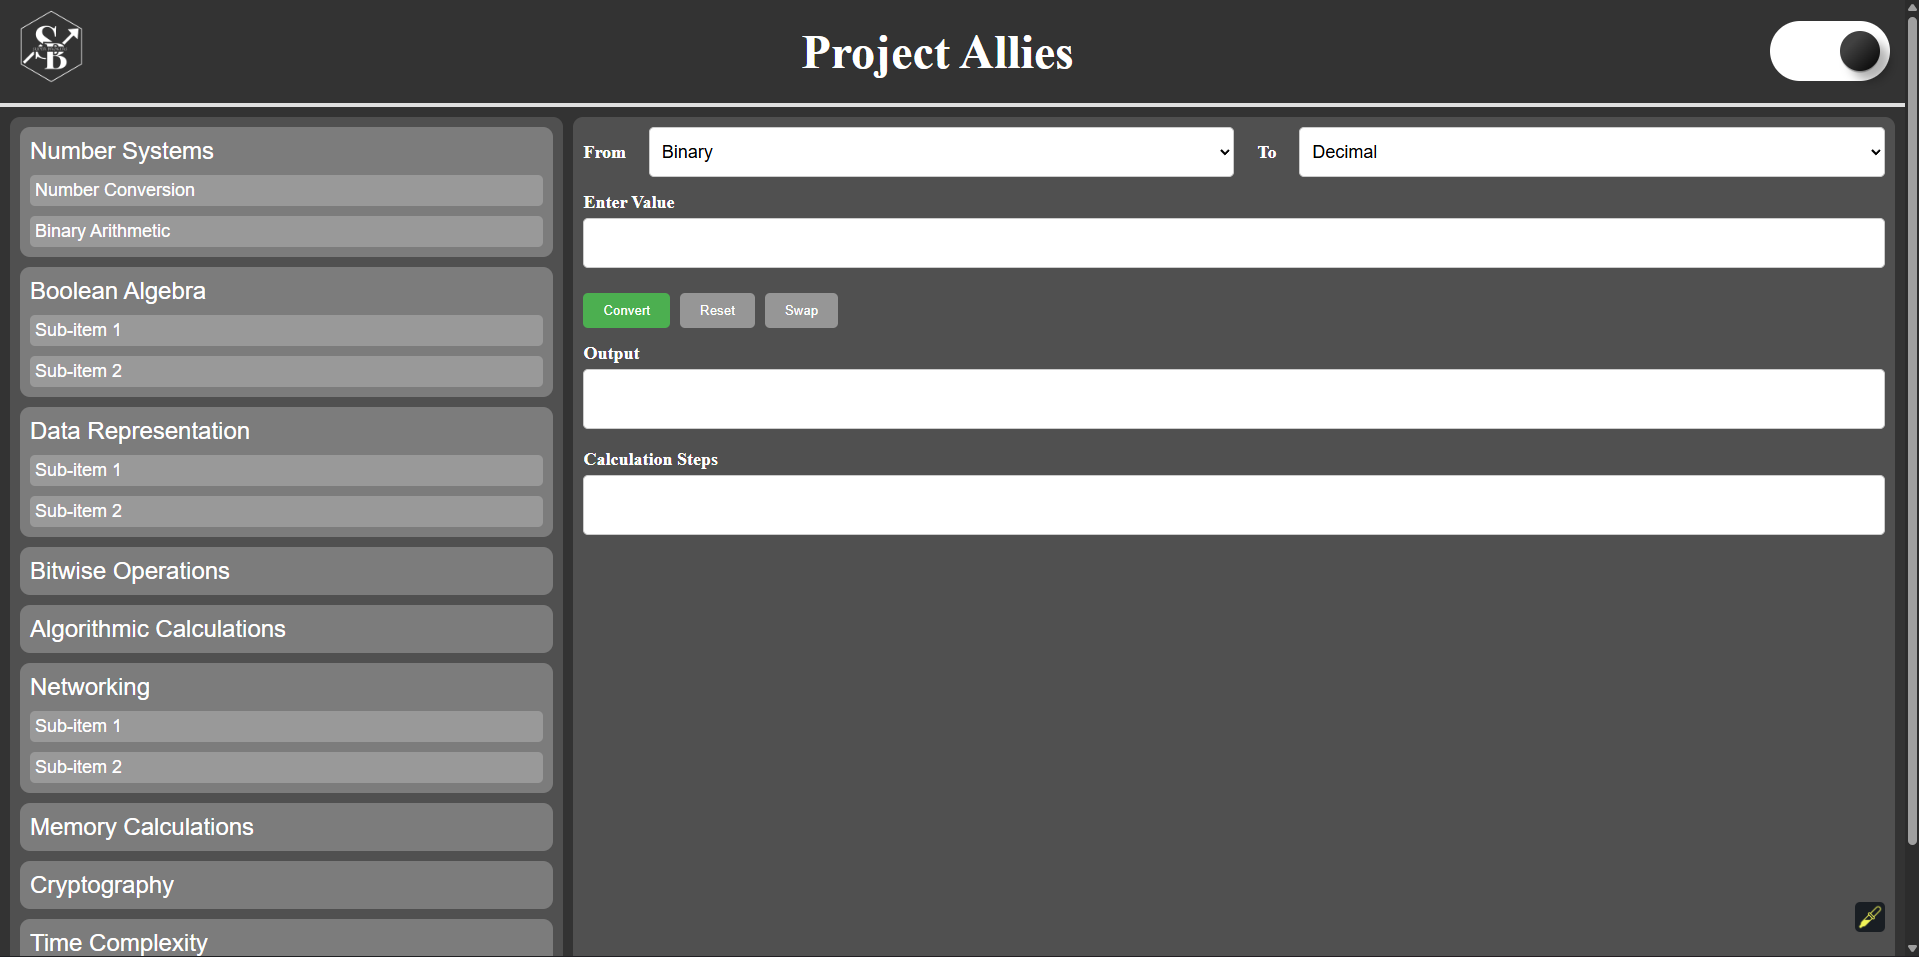 SB
Project Allies
Number Systems
Number Conversion
Binary Arithmetic
Boolean Algebra
Sub-item 1
Sub-item 2
Data Representation
Sub-item 1
Sub-item 2
Bitwise Operations
Algorithmic Calculations
Networking
Sub-item 1
Sub-item 2
Memory Calculations
Cryptography
Time Complexity
From Binary To Decimal
Enter Value
Convert Reset Swap
Output
Calculation Steps